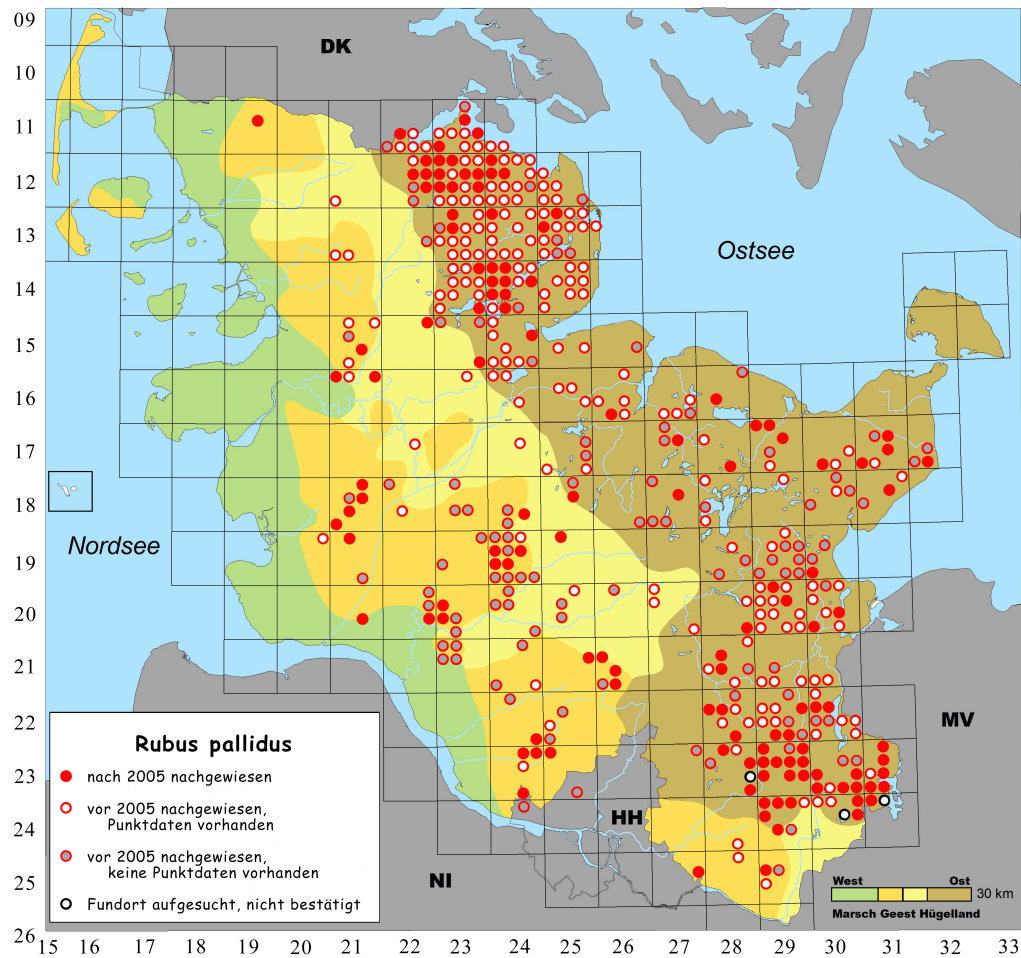 09
10
11
12
13
14
15
16
17
18
19
20
21
22
23
24
25
26
DK
Ostsee
Nordsee
MV
HH
NI
Rubus pallidus
nach 2005 nachgewiesen
vor 2005 nachgewiesen,
Punktdaten vorhanden
vor 2005 nachgewiesen,
keine Punktdaten vorhanden
Fundort aufgesucht, nicht bestätigt
West Ost
30 km
Marsch Geest Hügelland
15 16 17 18 19 20 21 22 23 24 25 26 27 28 29 30 31 32 33